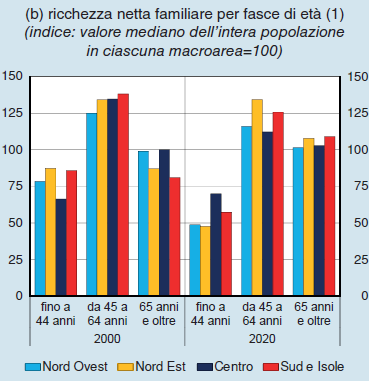 (b) ricchezza netta familiare per fasce di età (1)
(indice: valore mediano dell'intera popolazione
in ciascuna macroarea=100)
150 150
125 125
100 100
75 75
50 50
25 25
0 0
fino a da 45 a 65 anni fino a da 45 a 65 anni
44 anni 64 anni e oltre 44 anni 64 anni e oltre
2000 2020
Nord Ovest Nord Est Centro Sud e Isole